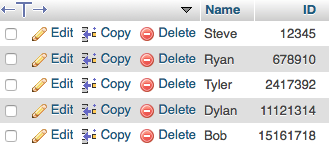 Name ID
Edit Copy Delete Steve 12345
Edit Copy Delete Ryan 678910
Edit Copy Delete Tyler 2417392
Edit Copy Delete Dylan 11121314
Edit Copy Delete Bob 15161718